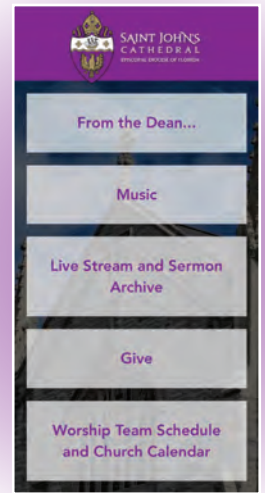 SAINT JOHN'S
CATHEDRAL
EPISCOPAL DIOCESE OF FLORIDA
From the Dean...
Music
Live Stream and Sermon
Archive
Give
Worship Team Schedule
and Church Calendar